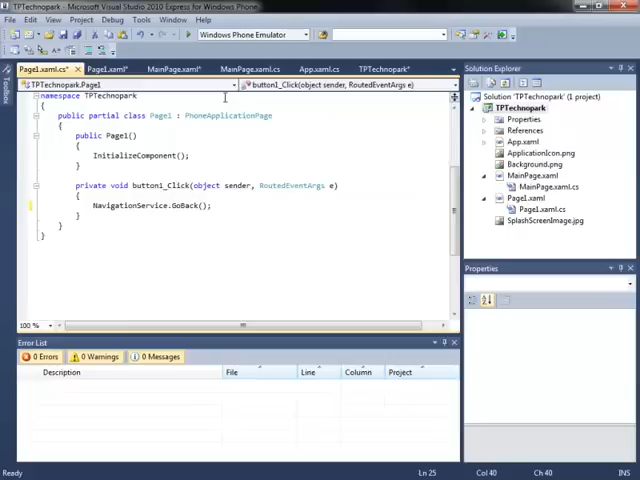 TPTechnopark - Microsoft Visual Studio 2010 Express for Windows Phone
File Edit View Project Debug Tools Window Help
Windows Phone Emulator
Page1.xaml.cs* Page1.xaml* MainPage.xaml* MainPage.xaml.cs App.xaml.cs TPTechnopark*
TPTechnopark.Page1 button1_Click(object sender, RoutedEventArgs e)
namespace TPTechnopark
{
public partial class Page1 : PhoneApplicationPage
{
public Page1()
{
InitializeComponent();
}
private void button1_Click(object sender, RoutedEventArgs e)
{
NavigationService.GoBack();
}
}
}
100 %
Error List
0 Errors 0 Warnings 0 Messages
Description File Line Column Project
Toolbox
Solution Explorer
Solution 'TPTechnopark' (1 project)
TPTechnopark
Properties
References
App.xaml
ApplicationIcon.png
Background.png
MainPage.xaml
MainPage.xaml.cs
Page1.xaml
Page1.xaml.cs
SplashScreenImage.jpg
Properties
Ready Ln 25 Col 40 Ch 40 INS